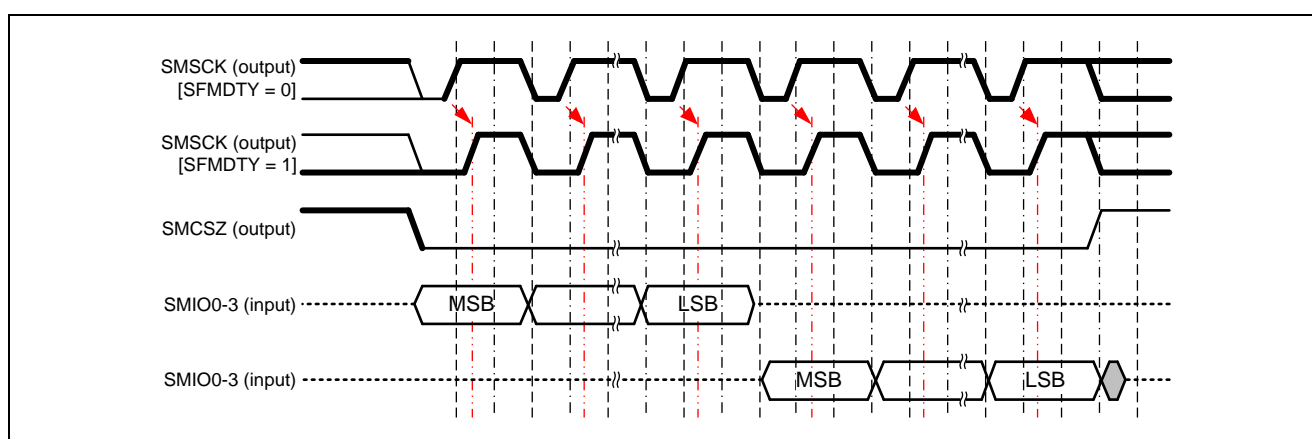 SMSCK (output)
[SFMDTY = 0]
SMSCK (output)
[SFMDTY = 1]
SMCSZ (output)
SMIO0-3 (input)
MSB
LSB
SMIO0-3 (input)
MSB
LSB